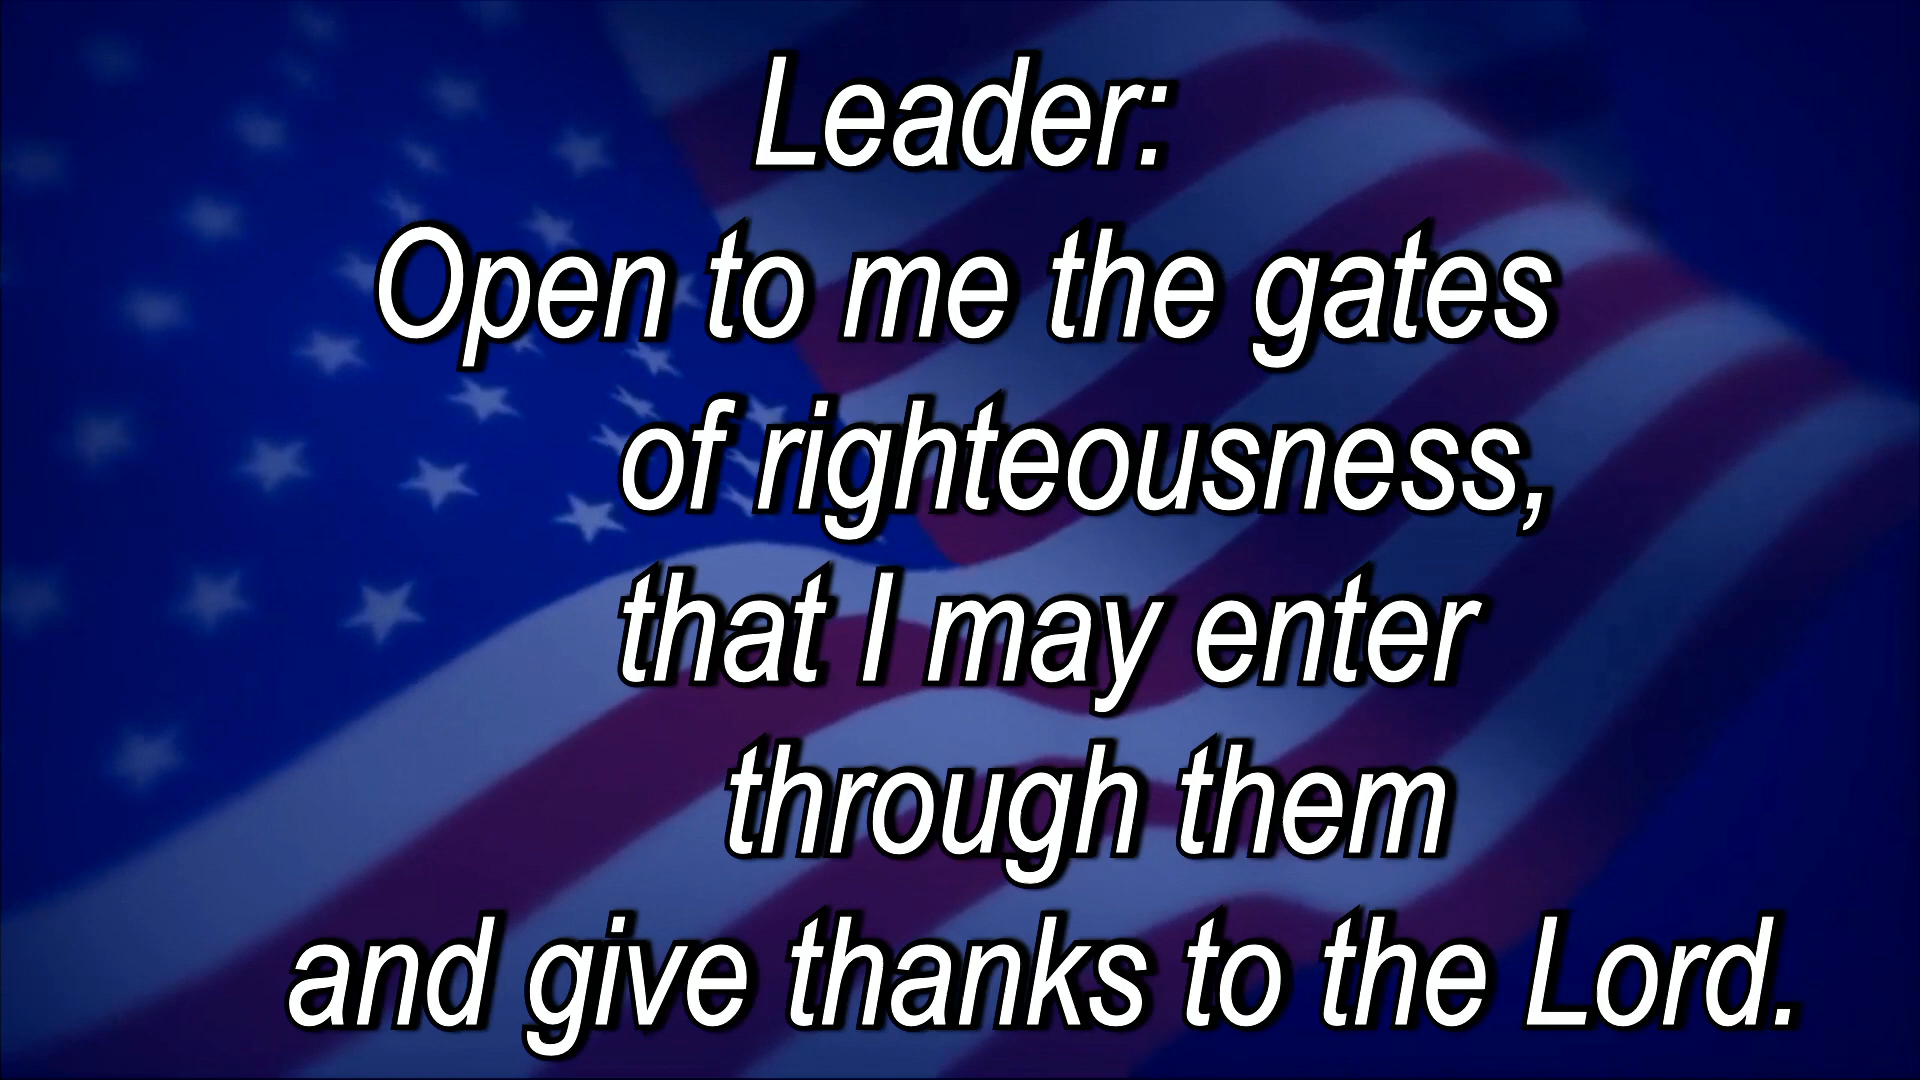 Leader:
Open to me the gates
of righteousness,
that I may enter
through them
and give thanks to the Lord.